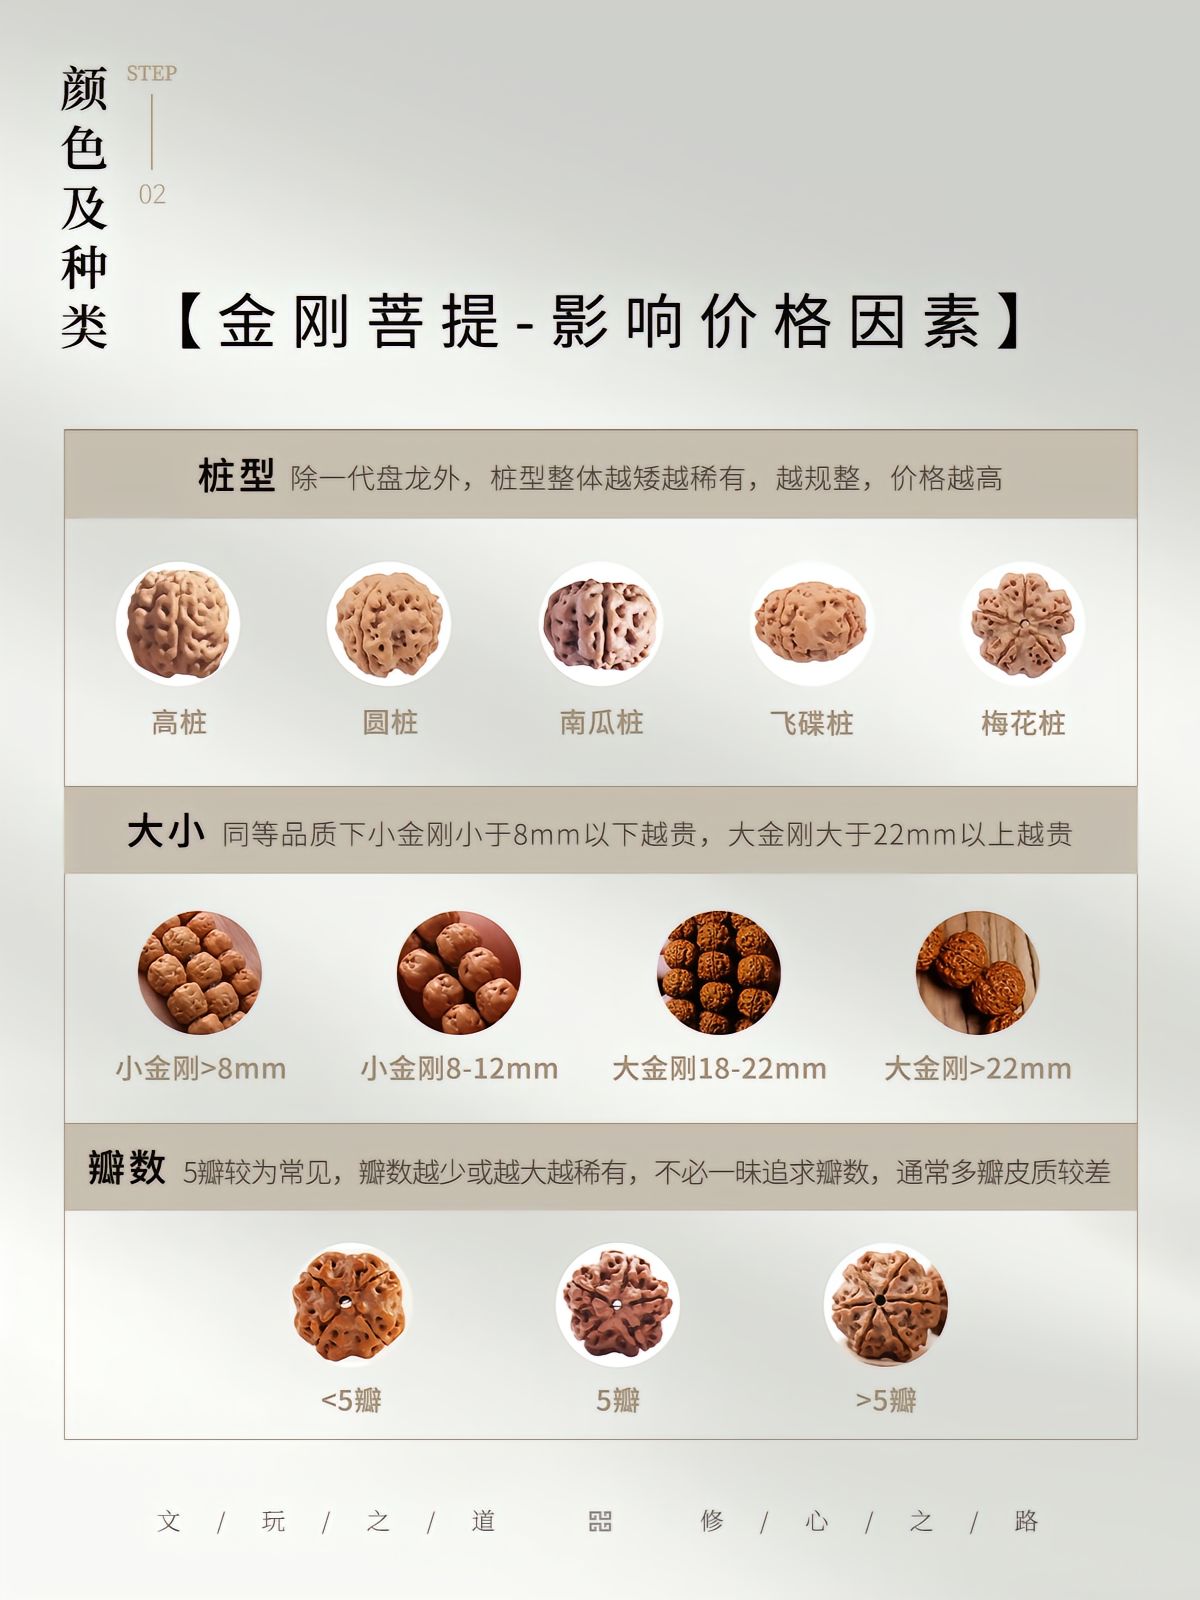 颜色及种类
STEP
02
【金刚菩提-影响价格因素】
桩型 除一代盘龙外，桩型整体越矮越稀有，越规整，价格越高
高桩 圆桩 南瓜桩 飞碟桩 梅花桩
大小 同等品质下小金刚小于8mm以下越贵，大金刚大于22mm以上越贵
小金刚>8mm 小金刚8-12mm 大金刚18-22mm 大金刚>22mm
瓣数 5瓣较为常见，瓣数越少或越大越稀有，不必一昧追求瓣数，通常多瓣皮质较差
<5瓣 5瓣 >5瓣
文/玩/之/道 修/心/之/路